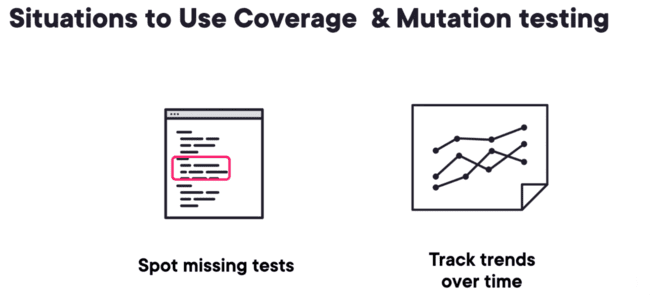 Situations to Use Coverage & Mutation testing
Spot missing tests
Track trends
over time